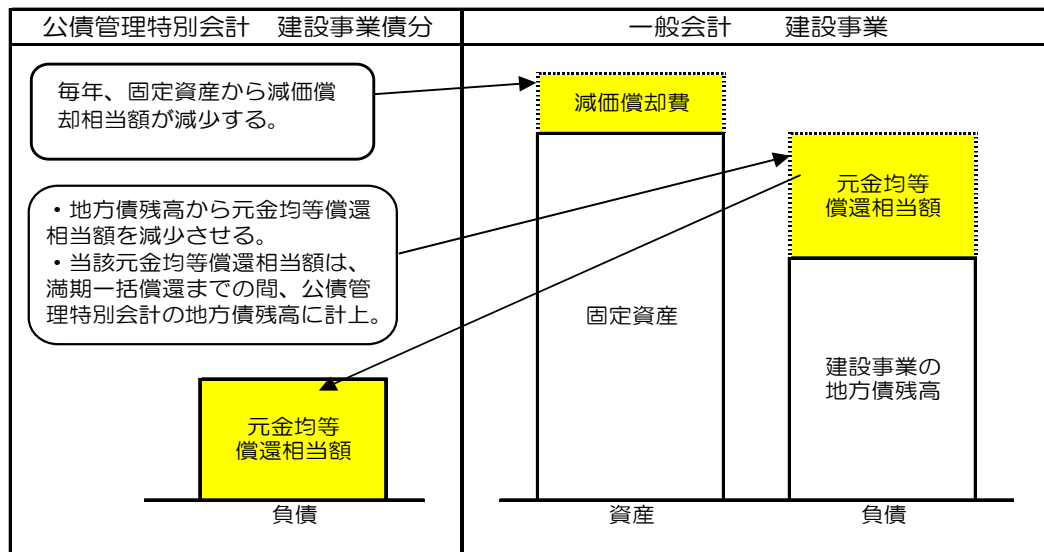 公債管理特別会計　建設事業債分
一般会計　　建設事業
毎年、固定資産から減価償
却相当額が減少する。
・地方債残高から元金均等償還
相当額を減少させる。
・当該元金均等償還相当額は、
満期一括償還までの間、公債管
理特別会計の地方債残高に計上。
元金均等
償還相当額
負債
減価償却費
固定資産
資産
元金均等
償還相当額
建設事業の
地方債残高
負債